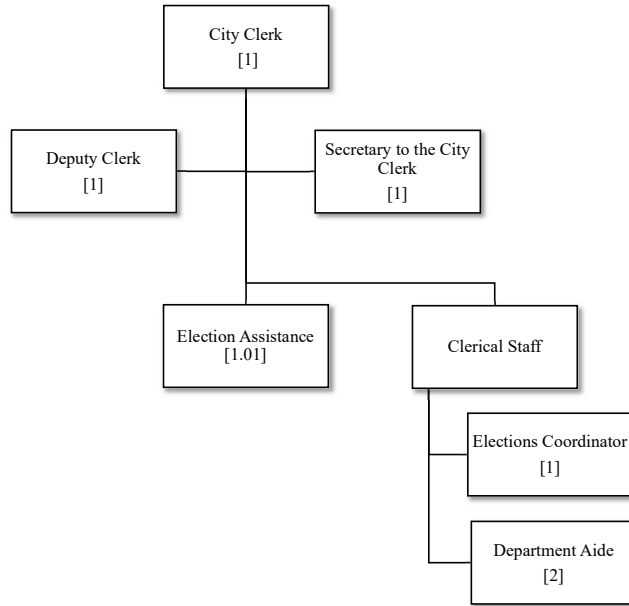 City Clerk
[1]
Deputy Clerk
[1]
Secretary to the City
Clerk
[1]
Election Assistance
[1.01]
Clerical Staff
Elections Coordinator
[1]
Department Aide
[2]